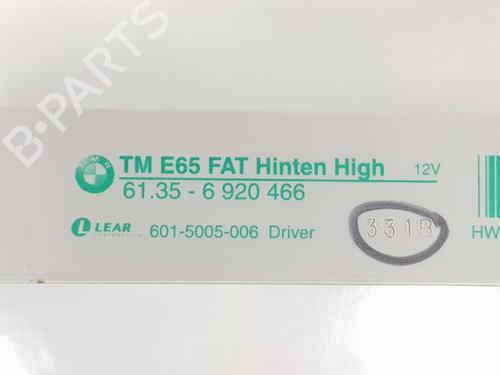 TM E65 FAT Hinten High 12V
61.35 - 6 920 466
LEAR 601-5005-006 Driver
CORPORATION
331B
HW
B-PARTS